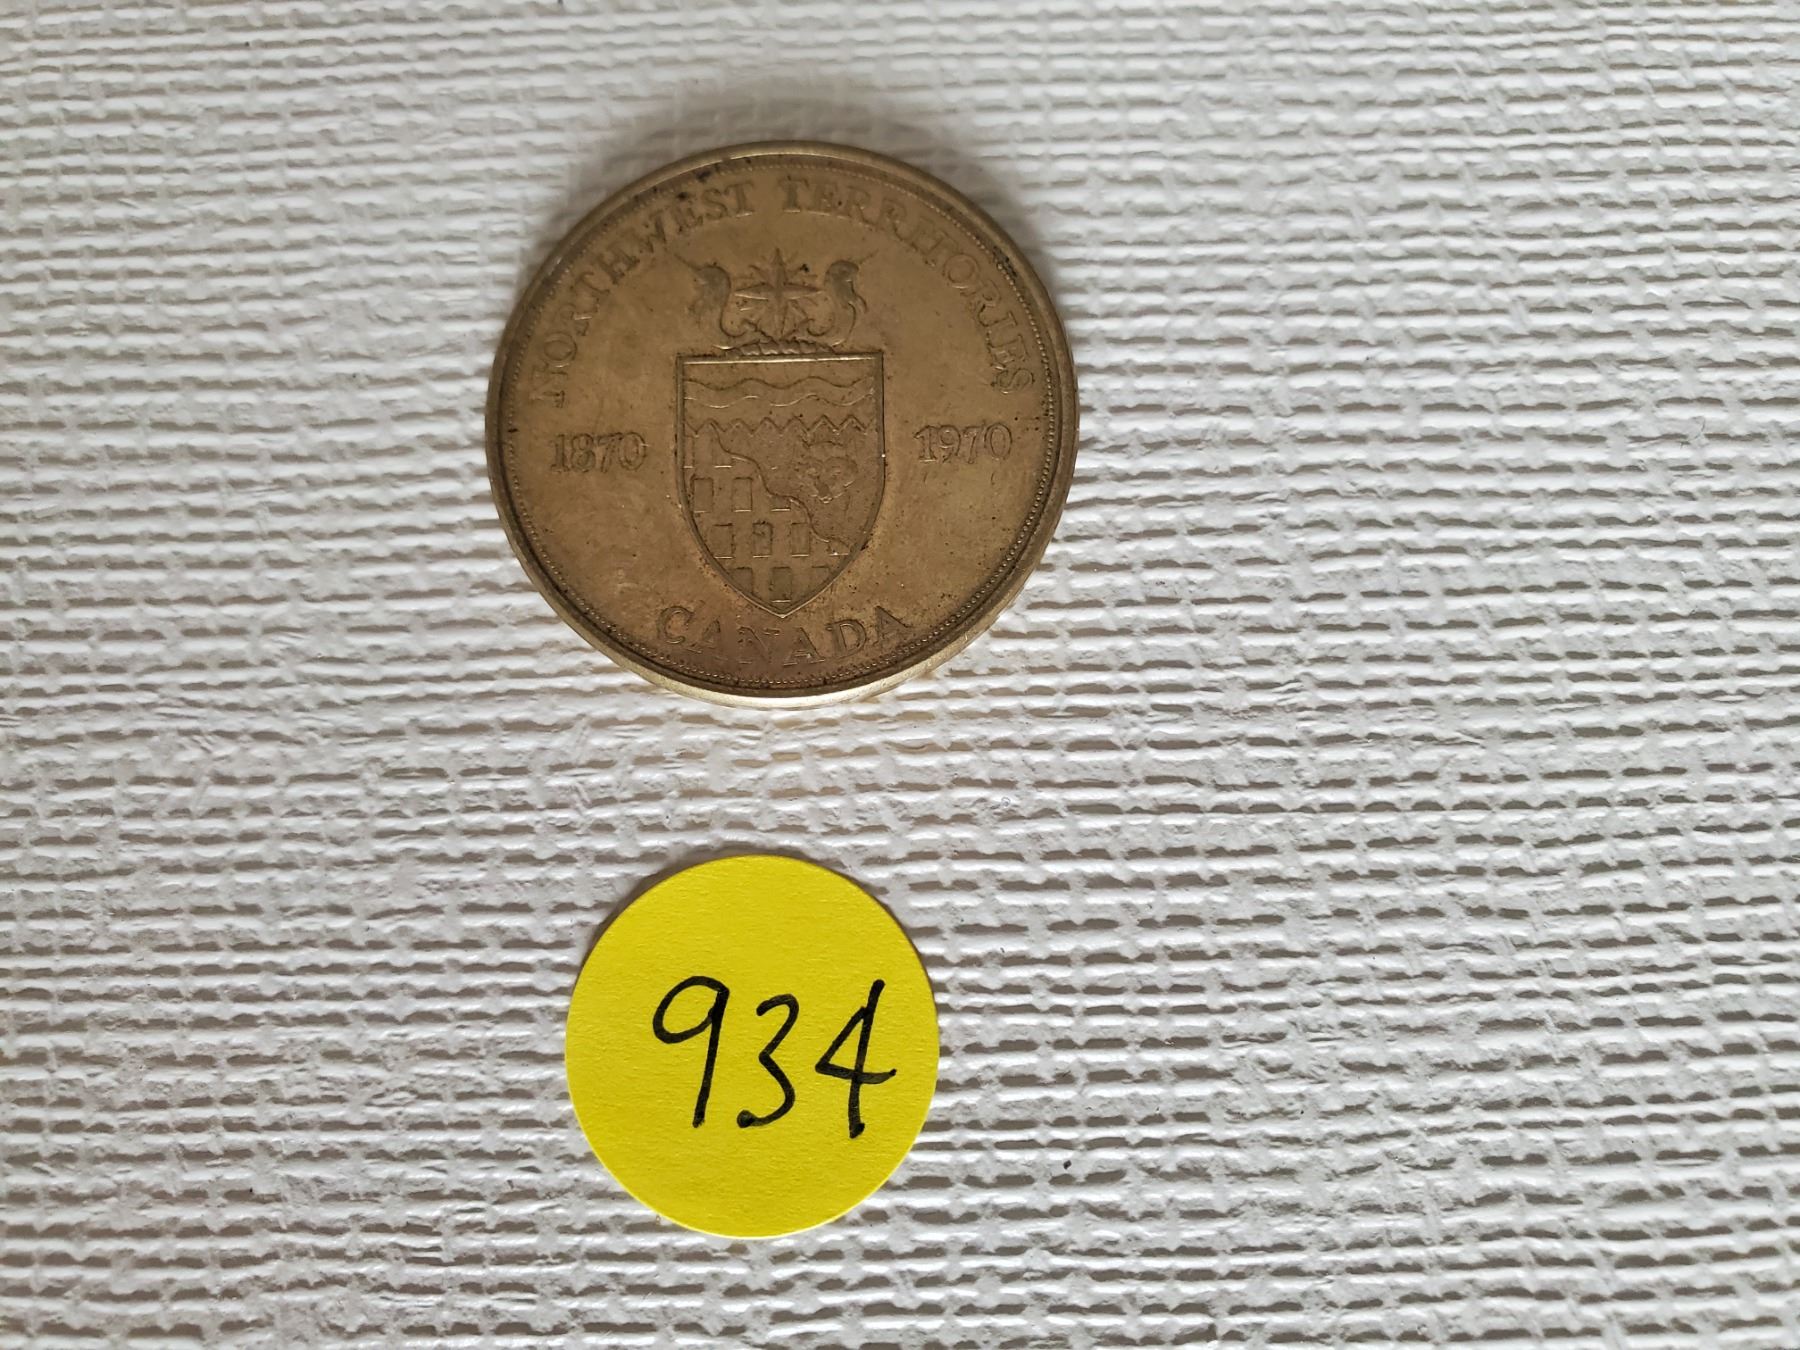 NORTHWEST TERRITORIES
1870 1970
CANADA
934